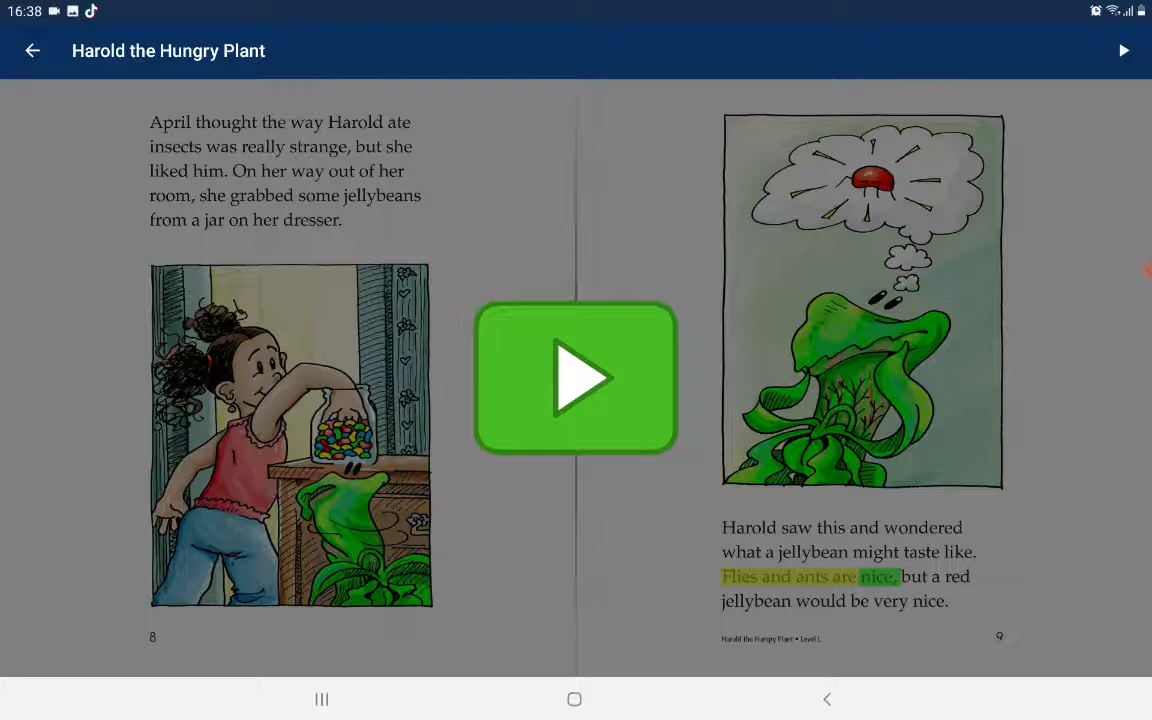 16:38
Harold the Hungry Plant
April thought the way Harold ate
insects was really strange, but she
liked him. On her way out of her
room, she grabbed some jellybeans
from a jar on her dresser.
8
Harold saw this and wondered
what a jellybean might taste like.
Flies and ants are nice, but a red
jellybean would be very nice.
Harold the Hungry Plant • Level L
9